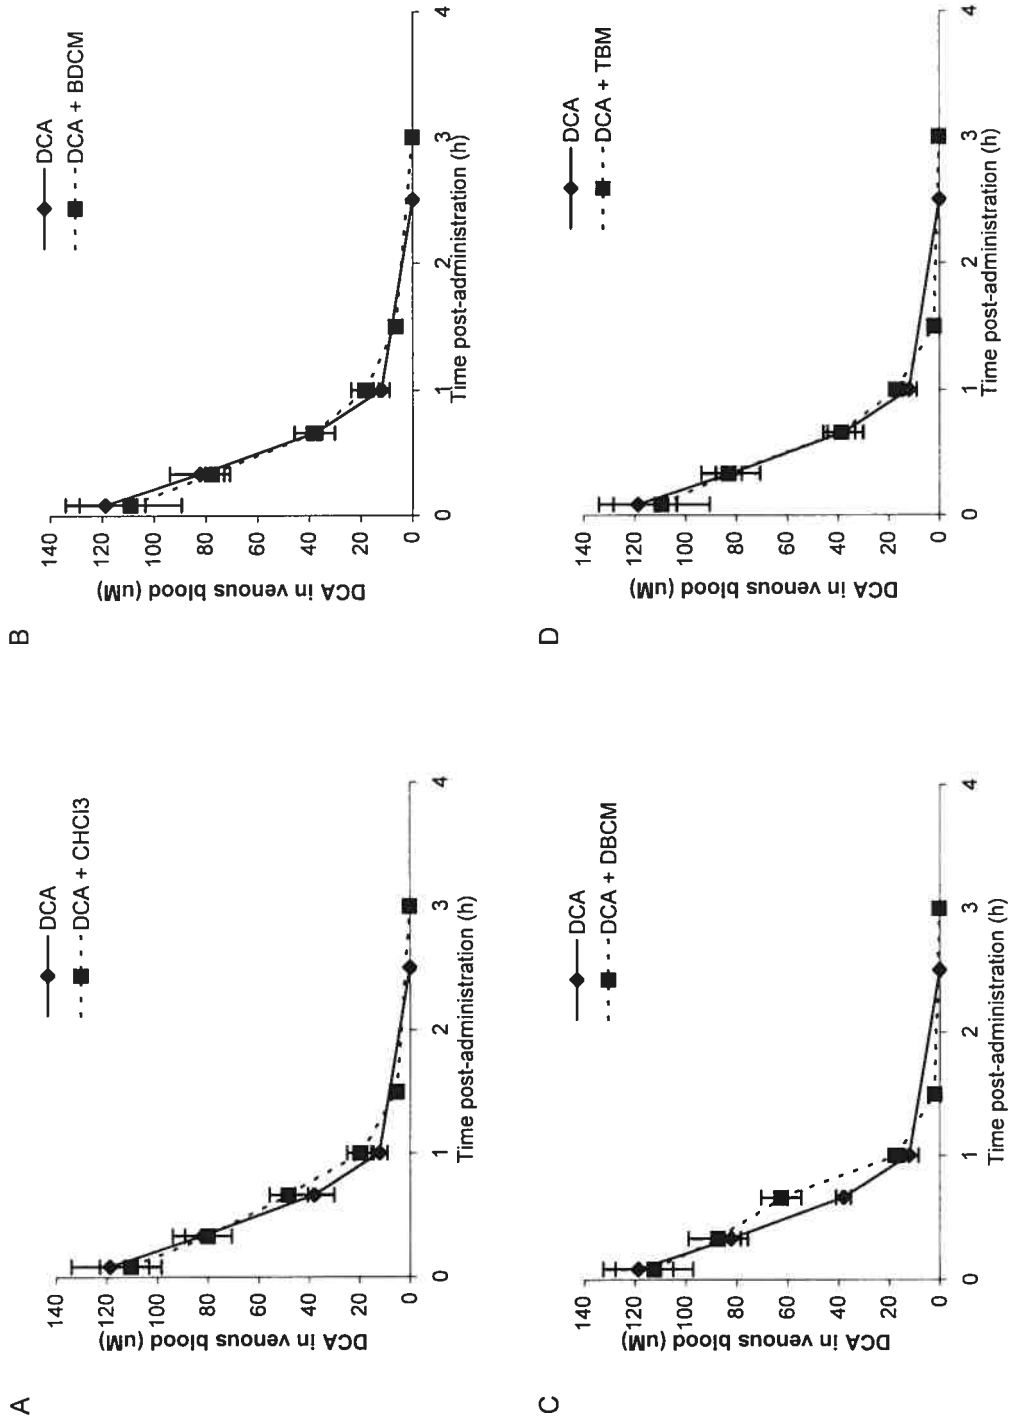 A
DCA
DCA + CHCl3
DCA in venous blood (uM)
140
120
100
80
60
40
20
0
0 1 2 3 4
Time post-administration (h)
B
DCA
DCA + BDCM
DCA in venous blood (uM)
140
120
100
80
60
40
20
0
0 1 2 3 4
Time post-administration (h)
C
DCA
DCA + DBCM
DCA in venous blood (uM)
140
120
100
80
60
40
20
0
0 1 2 3 4
Time post-administration (h)
D
DCA
DCA + TBM
DCA in venous blood (uM)
140
120
100
80
60
40
20
0
0 1 2 3 4
Time post-administration (h)